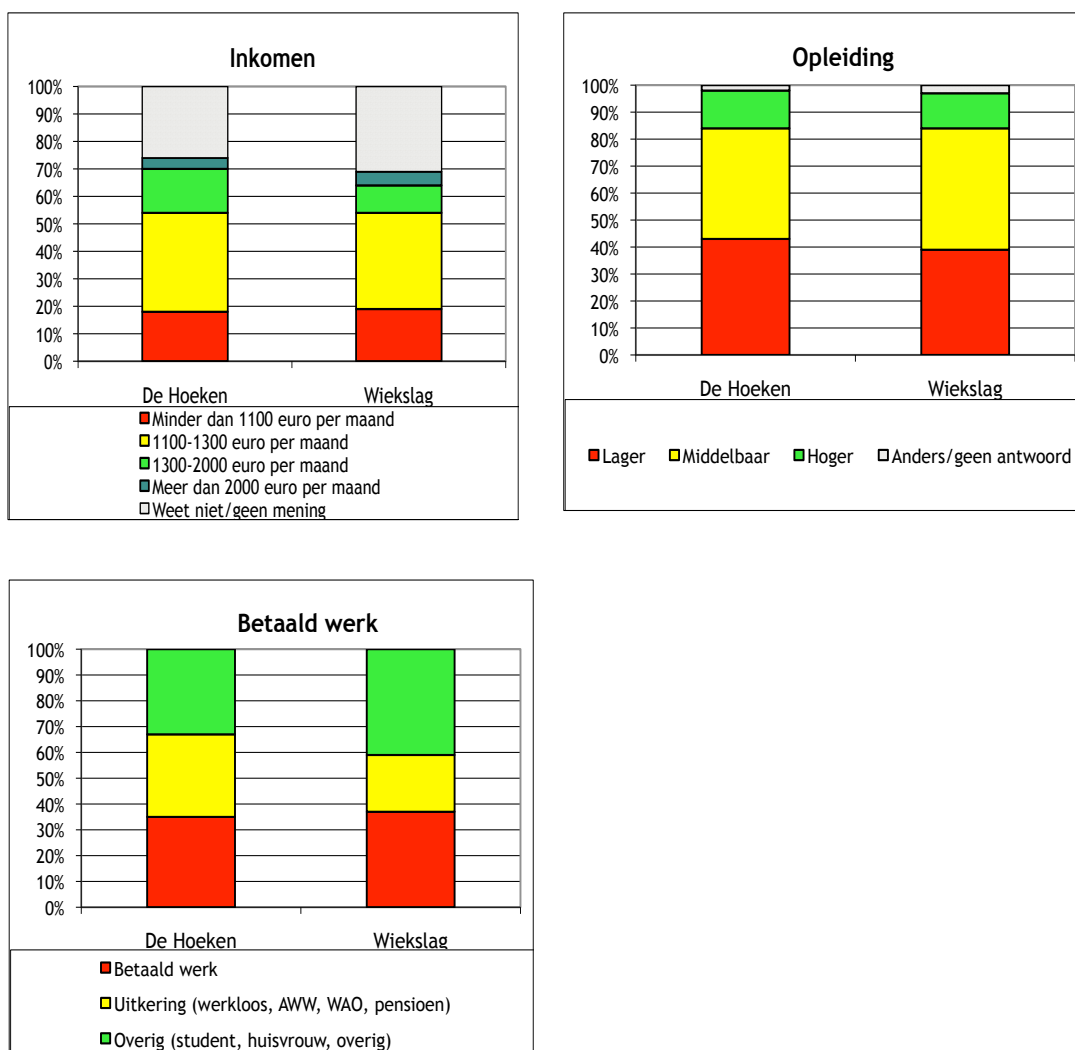 Inkomen
100%
90%
80%
70%
60%
50%
40%
30%
20%
10%
0%
De Hoeken Wiekslag
Minder dan 1100 euro per maand
1100-1300 euro per maand
1300-2000 euro per maand
Meer dan 2000 euro per maand
Weet niet/geen mening
Opleiding
100%
90%
80%
70%
60%
50%
40%
30%
20%
10%
0%
De Hoeken Wiekslag
Lager Middelbaar Hoger Anders/geen antwoord
Betaald werk
100%
90%
80%
70%
60%
50%
40%
30%
20%
10%
0%
De Hoeken Wiekslag
Betaald werk
Uitkering (werkloos, AWW, WAO, pensioen)
Overig (student, huisvrouw, overig)